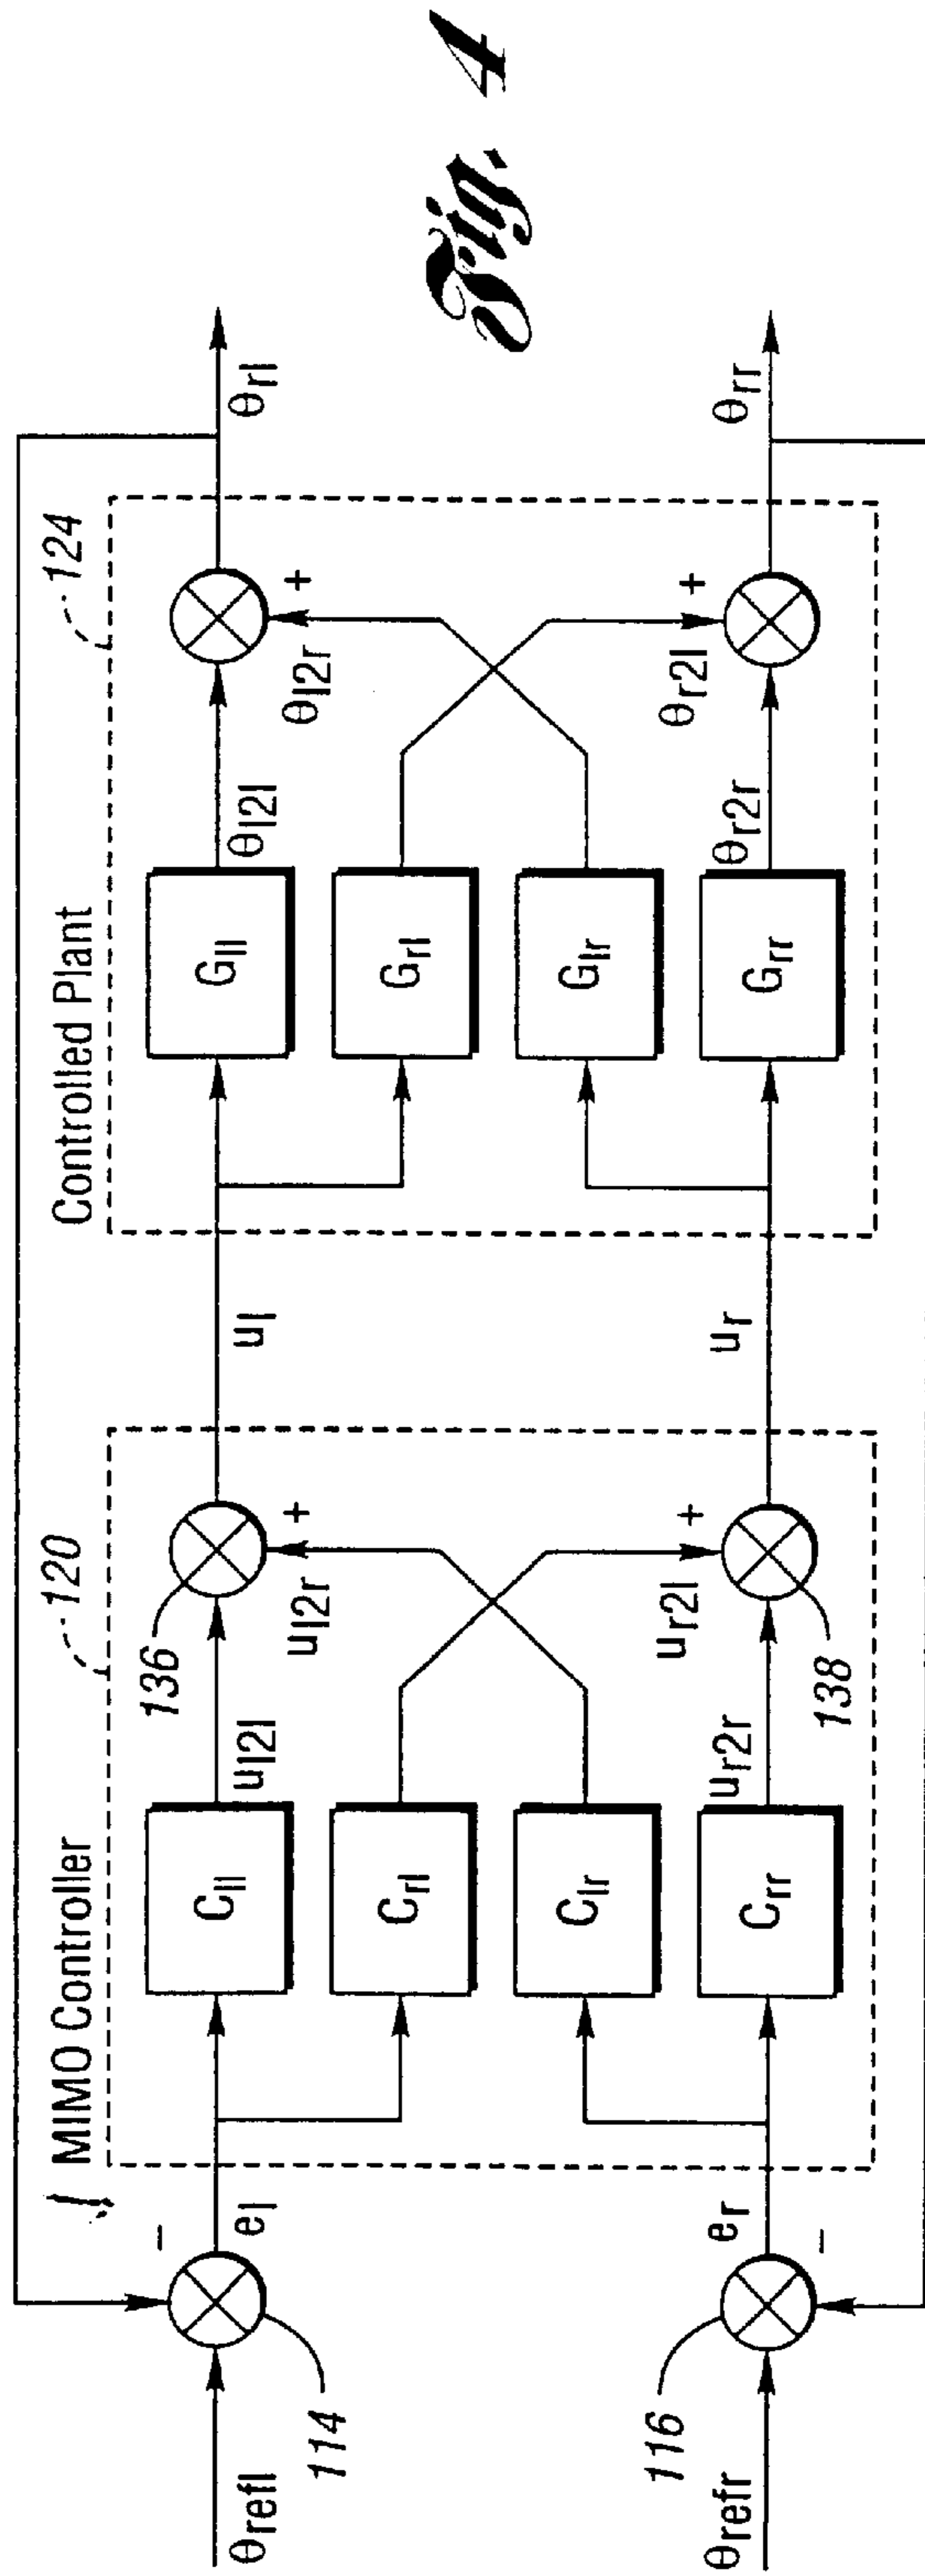 Controlled Plant
124
MIMO Controller
120
θrefl
114
−
el
Cll
ul2l
136
ul2r
+
ul
Gll
θl2l
θl2r
+
θrl
Crl
Grl
Clr
Glr
θrefr
116
−
er
Crr
ur2r
138
ur2l
+
ur
Grr
θr2r
θr2l
+
θrr
Fig. 4